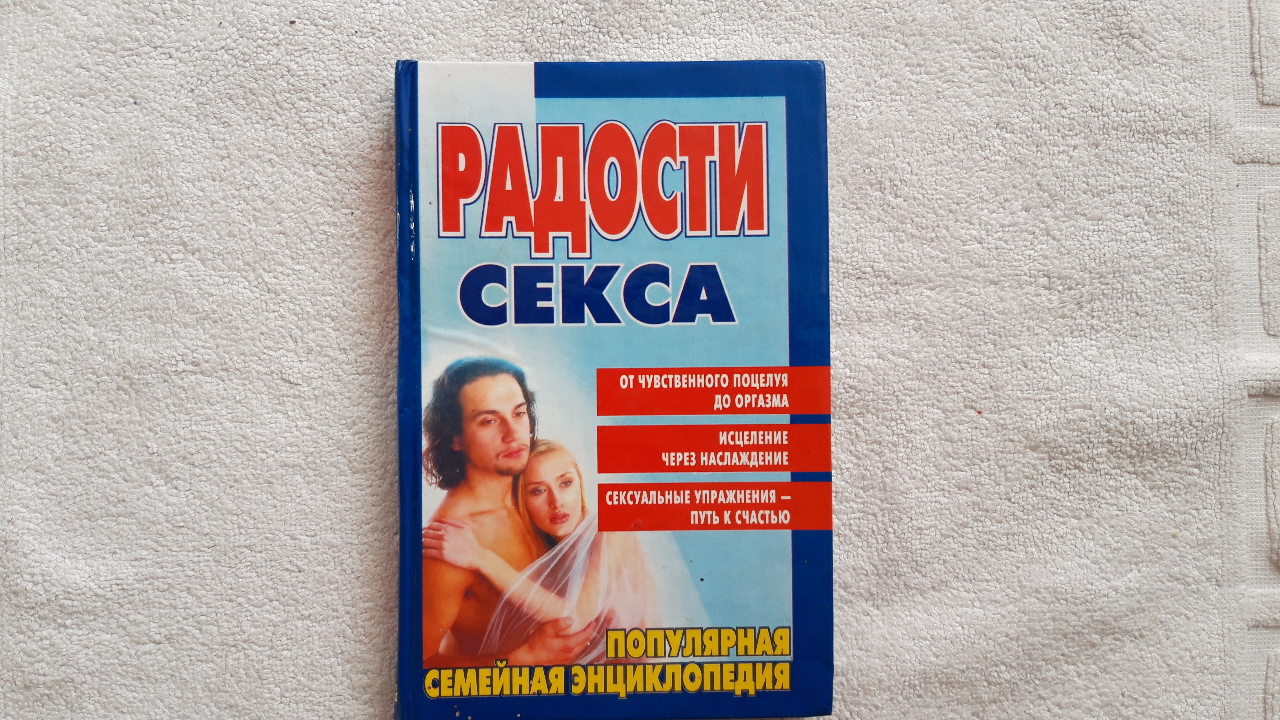 РАДОСТИ
СЕКСА
ОТ ЧУВСТВЕННОГО ПОЦЕЛУЯ
ДО ОРГАЗМА
ИСЦЕЛЕНИЕ
ЧЕРЕЗ НАСЛАЖДЕНИЕ
СЕКСУАЛЬНЫЕ УПРАЖНЕНИЯ –
ПУТЬ К СЧАСТЬЮ
ПОПУЛЯРНАЯ
СЕМЕЙНАЯ ЭНЦИКЛОПЕДИЯ